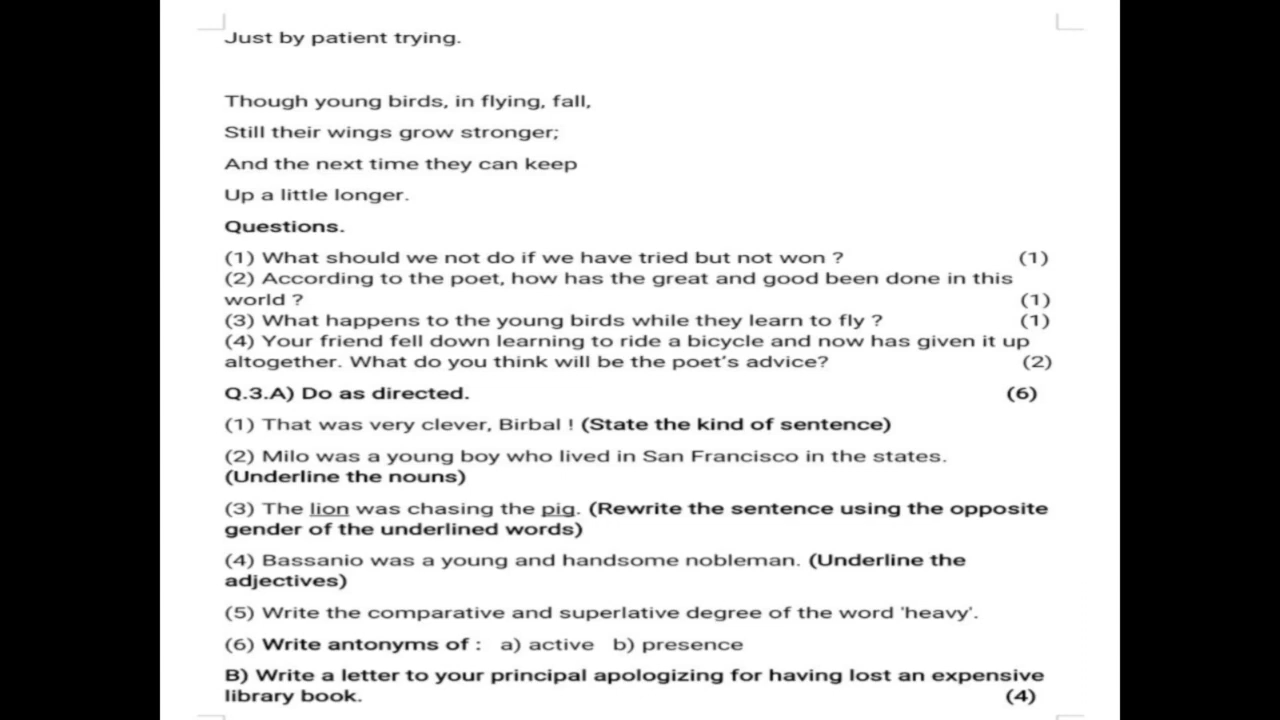 Just by patient trying.
Though young birds, in flying, fall,
Still their wings grow stronger;
And the next time they can keep
Up a little longer.
Questions.
(1) What should we not do if we have tried but not won ? (1)
(2) According to the poet, how has the great and good been done in this
world ? (1)
(3) What happens to the young birds while they learn to fly ? (1)
(4) Your friend fell down learning to ride a bicycle and now has given it up
altogether. What do you think will be the poet's advice? (2)
Q.3.A) Do as directed. (6)
(1) That was very clever, Birbal ! (State the kind of sentence)
(2) Milo was a young boy who lived in San Francisco in the states.
(Underline the nouns)
(3) The lion was chasing the pig. (Rewrite the sentence using the opposite
gender of the underlined words)
(4) Bassanio was a young and handsome nobleman. (Underline the
adjectives)
(5) Write the comparative and superlative degree of the word 'heavy'.
(6) Write antonyms of : a) active b) presence
B) Write a letter to your principal apologizing for having lost an expensive
library book. (4)